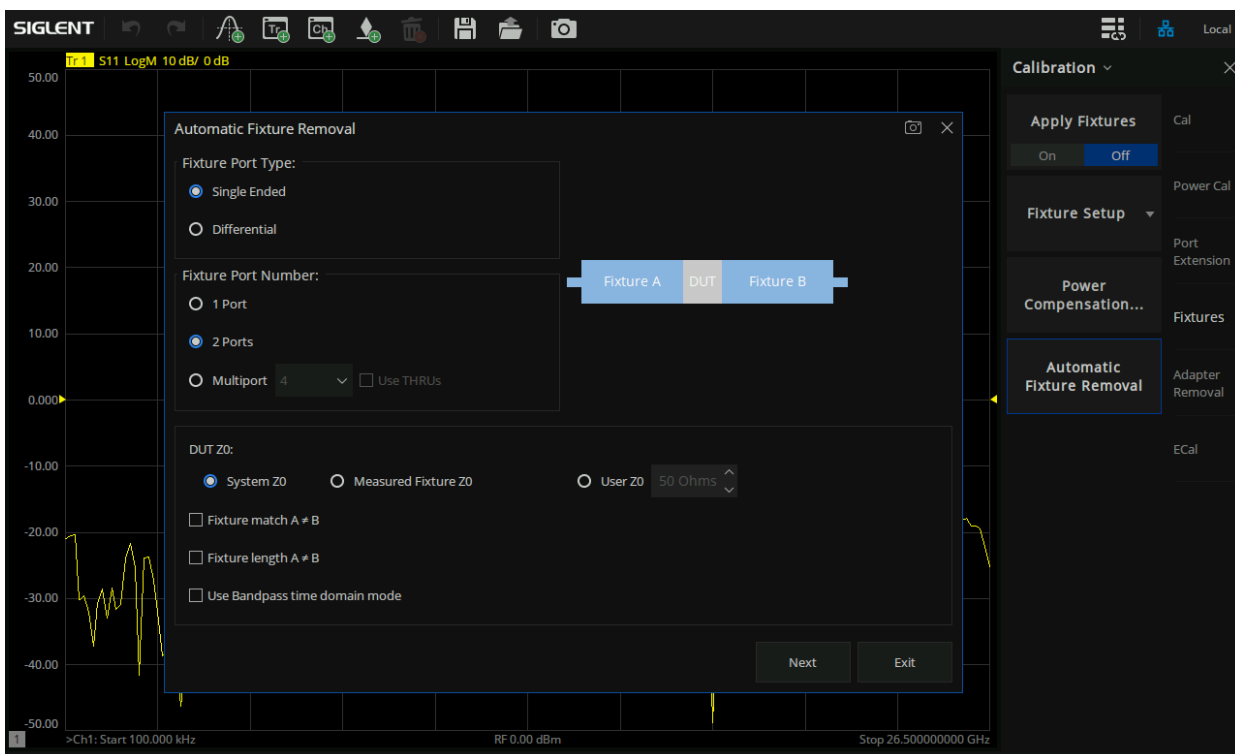 SIGLENT
Tr
Ch
Local
Tr 1 S11 LogM 10 dB/ 0 dB
50.00
40.00
30.00
20.00
10.00
0.000
-10.00
-20.00
-30.00
-40.00
-50.00
Automatic Fixture Removal
Fixture Port Type:
Single Ended
Differential
Fixture Port Number:
1 Port
2 Ports
Multiport 4 Use THRUs
Fixture A DUT Fixture B
DUT Z0:
System Z0 Measured Fixture Z0 User Z0 50 Ohms
Fixture match A ≠ B
Fixture length A ≠ B
Use Bandpass time domain mode
Next Exit
1 >Ch1: Start 100.000 kHz RF 0.00 dBm Stop 26.500000000 GHz
Calibration
Apply Fixtures
On Off
Fixture Setup
Power
Compensation...
Automatic
Fixture Removal
Cal
Power Cal
Port
Extension
Fixtures
Adapter
Removal
ECal